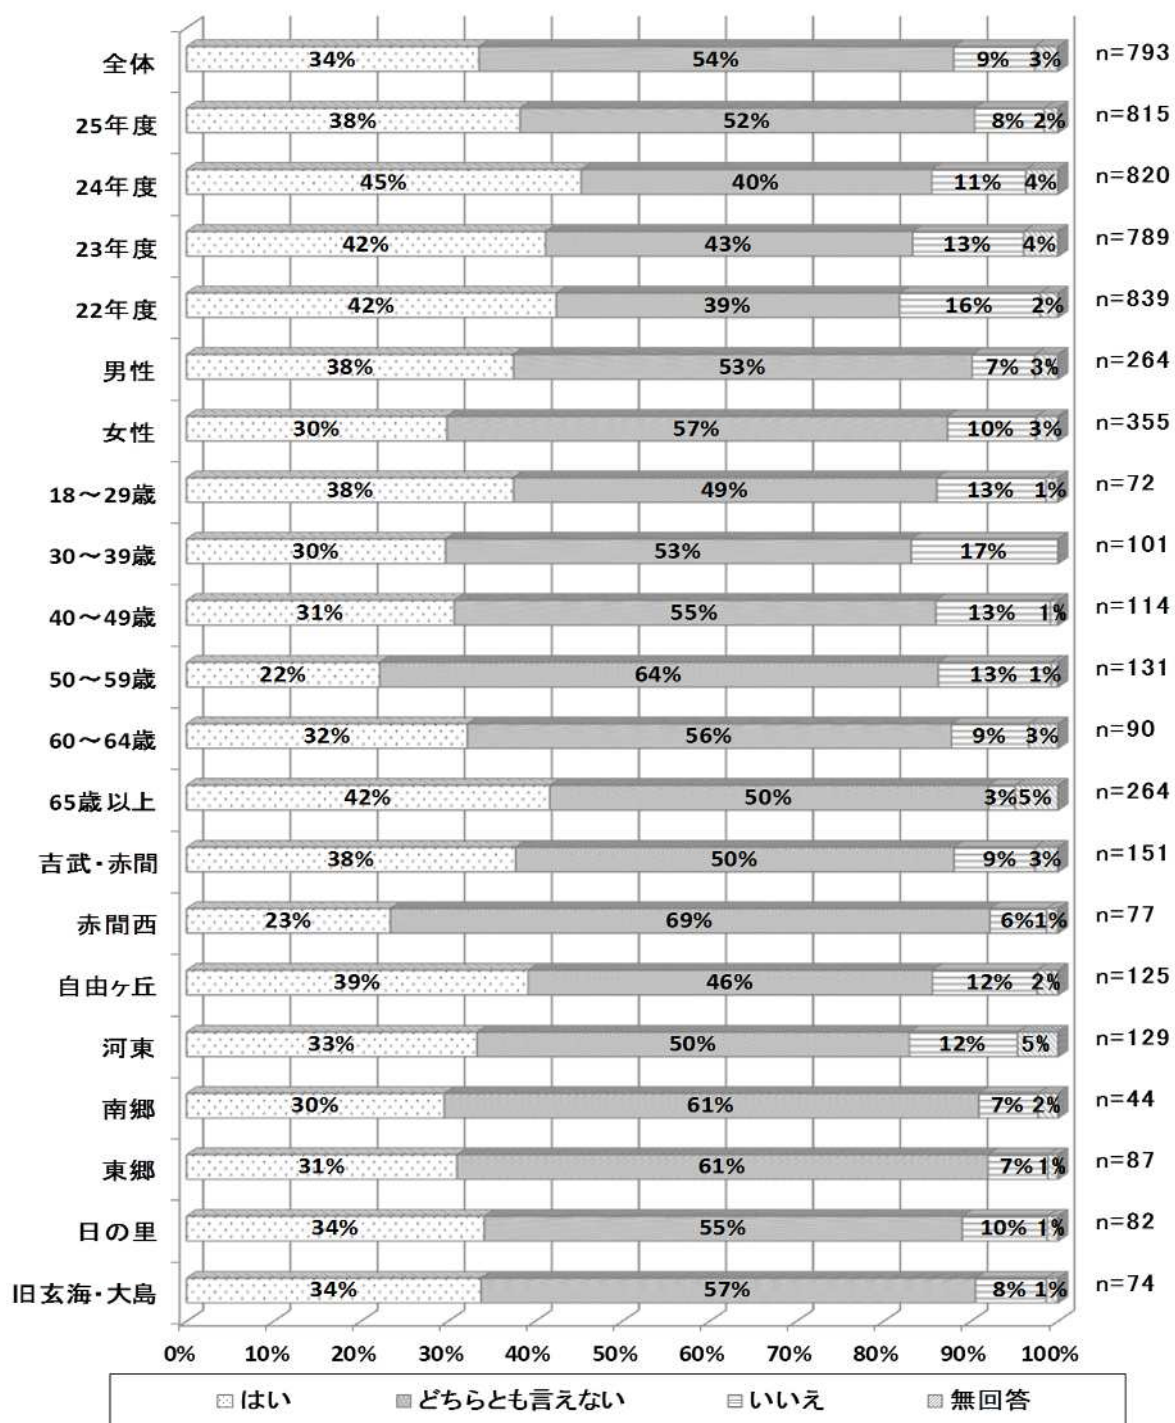 全体 34% 54% 9% 3% n=793
25年度 38% 52% 8% 2% n=815
24年度 45% 40% 11% 4% n=820
23年度 42% 43% 13% 4% n=789
22年度 42% 39% 16% 2% n=839
男性 38% 53% 7% 3% n=264
女性 30% 57% 10% 3% n=355
18～29歳 38% 49% 13% 1% n=72
30～39歳 30% 53% 17% n=101
40～49歳 31% 55% 13% 1% n=114
50～59歳 22% 64% 13% 1% n=131
60～64歳 32% 56% 9% 3% n=90
65歳以上 42% 50% 3% 5% n=264
吉武・赤間 38% 50% 9% 3% n=151
赤間西 23% 69% 6% 1% n=77
自由ヶ丘 39% 46% 12% 2% n=125
河東 33% 50% 12% 5% n=129
南郷 30% 61% 7% 2% n=44
東郷 31% 61% 7% 1% n=87
日の里 34% 55% 10% 1% n=82
旧玄海・大島 34% 57% 8% 1% n=74
0% 10% 20% 30% 40% 50% 60% 70% 80% 90% 100%
はい どちらとも言えない いいえ 無回答